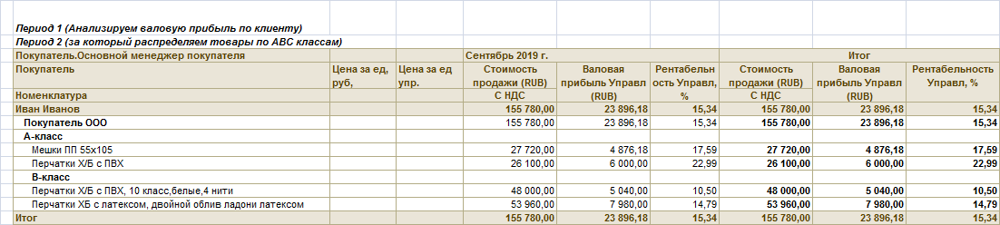 Период 1 (Анализируем валовую прибыль по клиенту)
Период 2 (за который распределяем товары по ABC классам)
Покупатель.Основной менеджер покупателя Сентябрь 2019 г. Итог
Покупатель Цена за ед, Цена за ед Стоимость Валовая Рентабельн Стоимость Валовая Рентабельность
руб, упр. продажи (RUB) прибыль Управл ость Управл, продажи (RUB) прибыль Управл Управл, %
Номенклатура С НДС (RUB) % С НДС (RUB)
Иван Иванов 155 780,00 23 896,18 15,34 155 780,00 23 896,18 15,34
Покупатель ООО 155 780,00 23 896,18 15,34 155 780,00 23 896,18 15,34
А-класс
Мешки ПП 55х105 27 720,00 4 876,18 17,59 27 720,00 4 876,18 17,59
Перчатки Х/Б с ПВХ 26 100,00 6 000,00 22,99 26 100,00 6 000,00 22,99
В-класс
Перчатки Х/Б с ПВХ, 10 класс,белые,4 нити 48 000,00 5 040,00 10,50 48 000,00 5 040,00 10,50
Перчатки ХБ с латексом, двойной облив ладони латексом 53 960,00 7 980,00 14,79 53 960,00 7 980,00 14,79
Итог 155 780,00 23 896,18 15,34 155 780,00 23 896,18 15,34